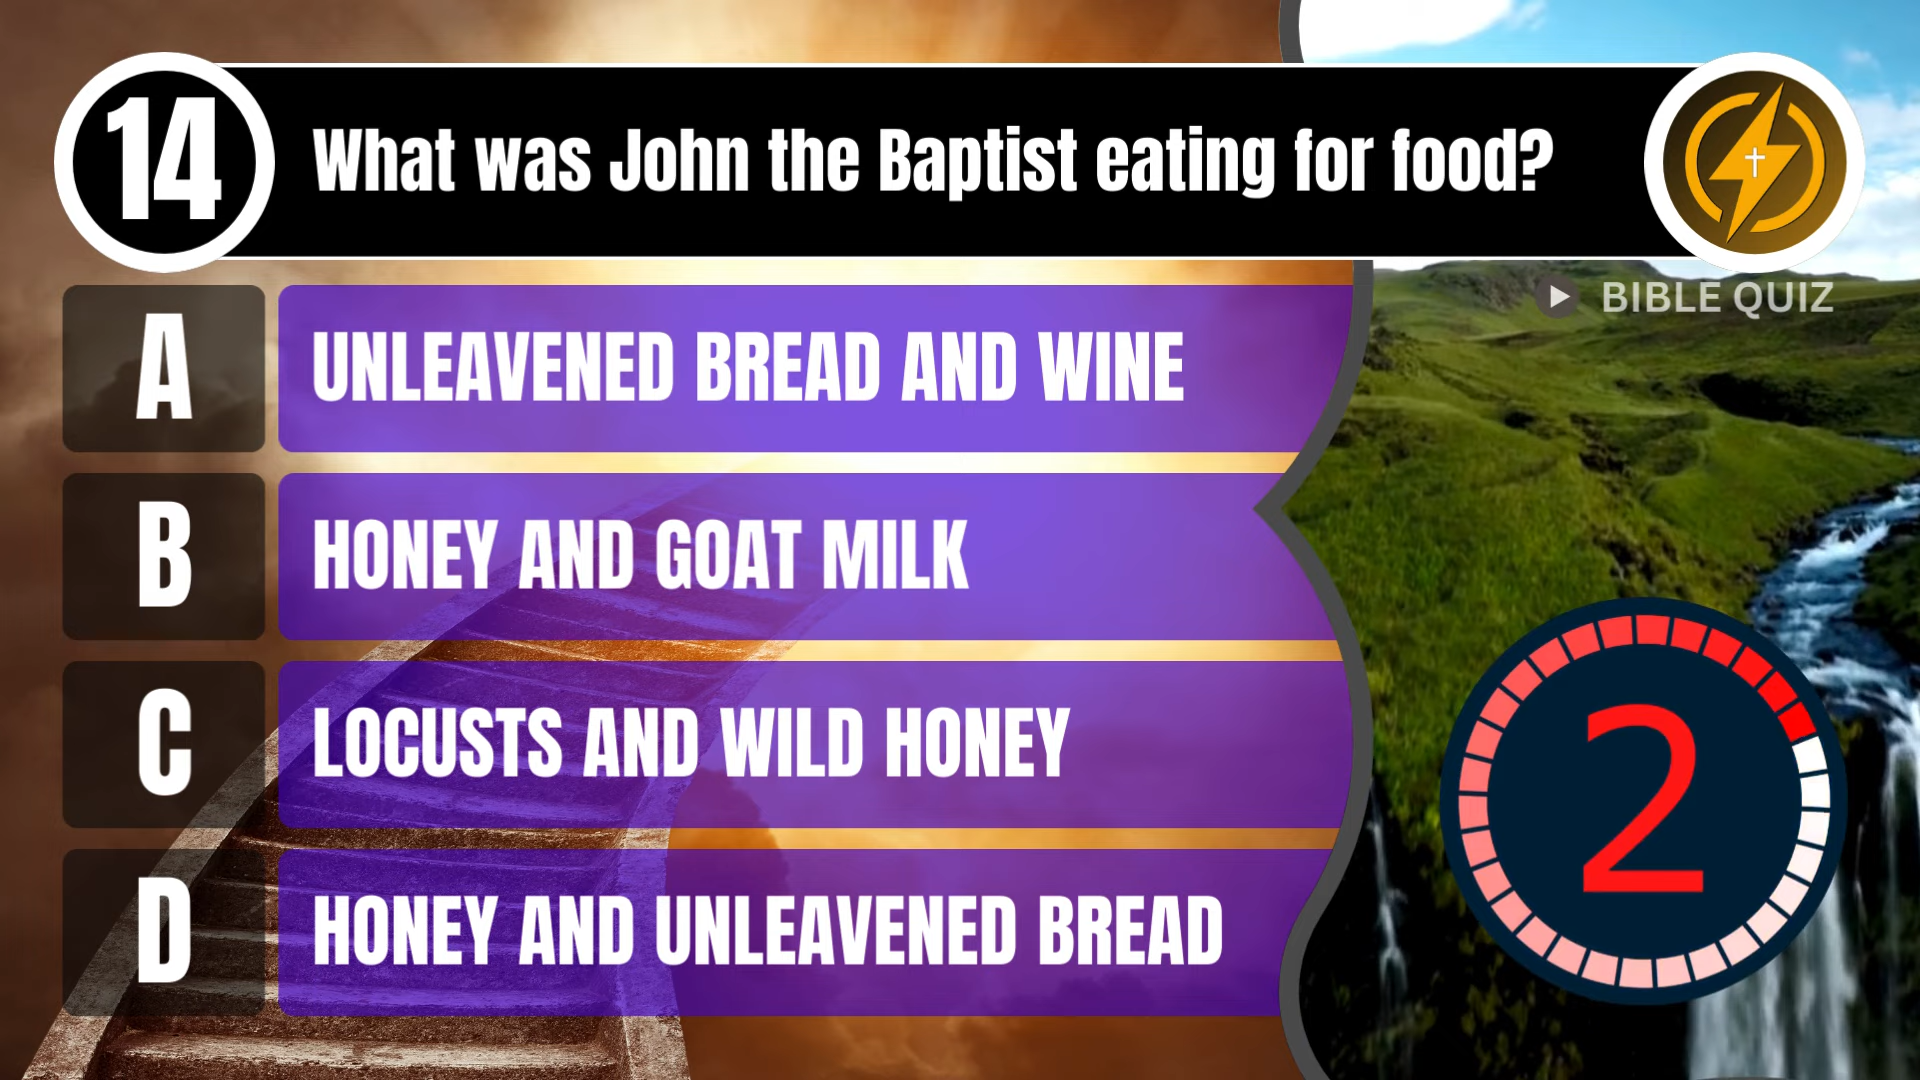 14
What was John the Baptist eating for food?
BIBLE QUIZ
A
UNLEAVENED BREAD AND WINE
B
HONEY AND GOAT MILK
C
LOCUSTS AND WILD HONEY
D
HONEY AND UNLEAVENED BREAD
2